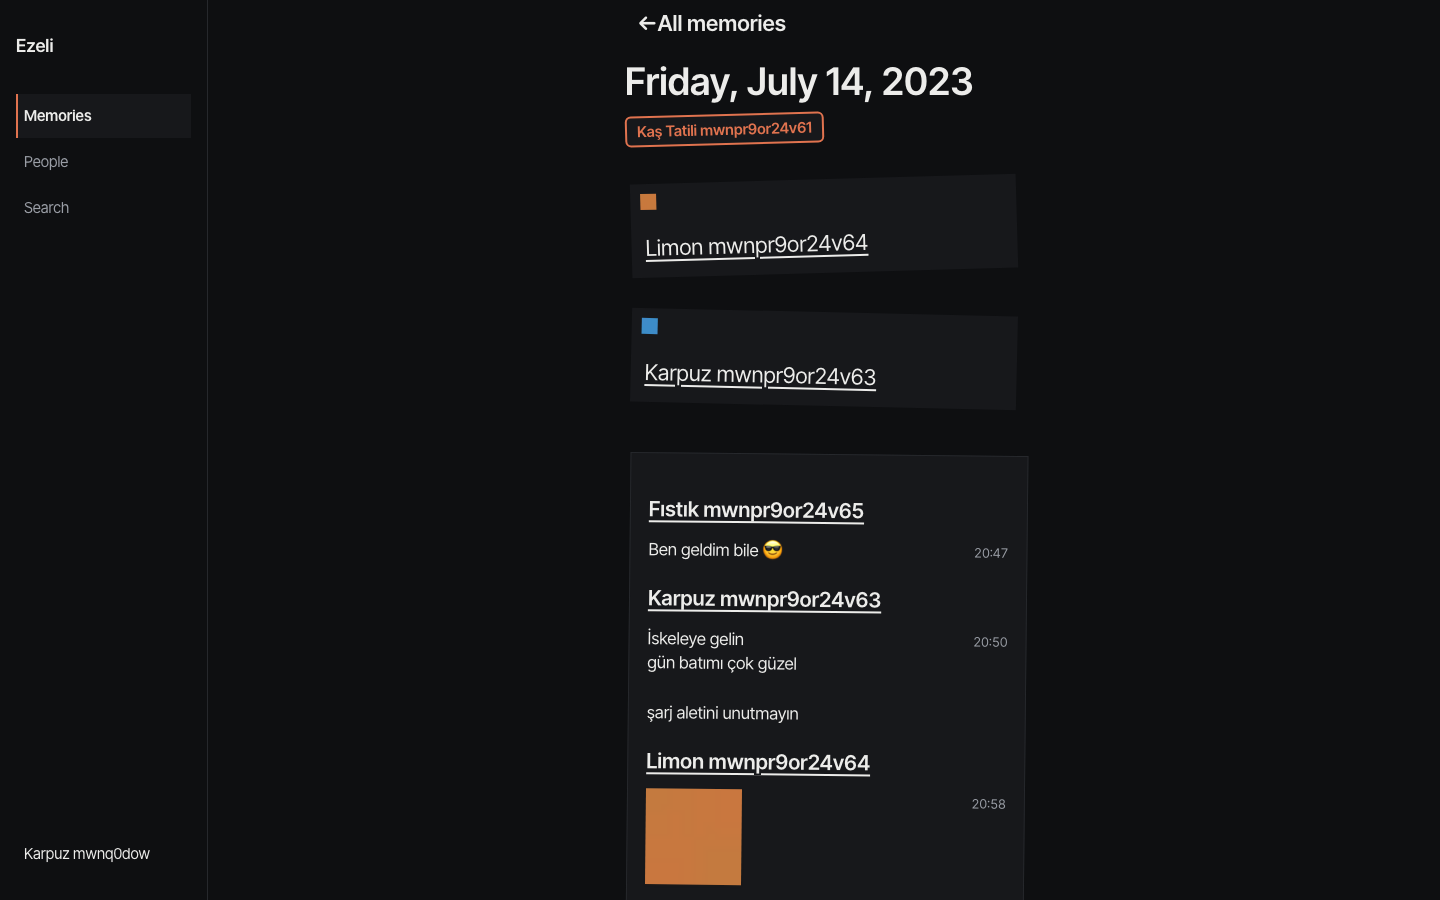 Ezeli
Memories
People
Search
Karpuz mwnq0dow
←All memories
Friday, July 14, 2023
Kaş Tatili mwnpr9or24v61
Limon mwnpr9or24v64
Karpuz mwnpr9or24v63
Fıstık mwnpr9or24v65
Ben geldim bile 😎
20:47
Karpuz mwnpr9or24v63
İskeleye gelin
20:50
gün batımı çok güzel
şarj aletini unutmayın
Limon mwnpr9or24v64
20:58